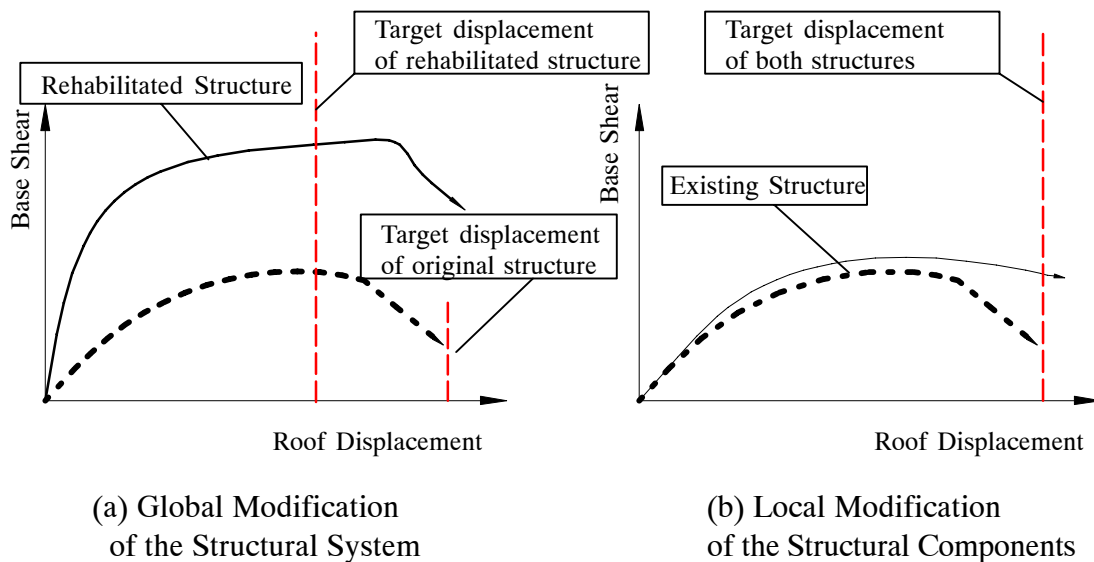 Target displacement
of rehabilitated structure
Rehabilitated Structure
Base Shear
Target displacement
of original structure
Roof Displacement
(a) Global Modification
of the Structural System
Target displacement
of both structures
Base Shear
Existing Structure
Roof Displacement
(b) Local Modification
of the Structural Components